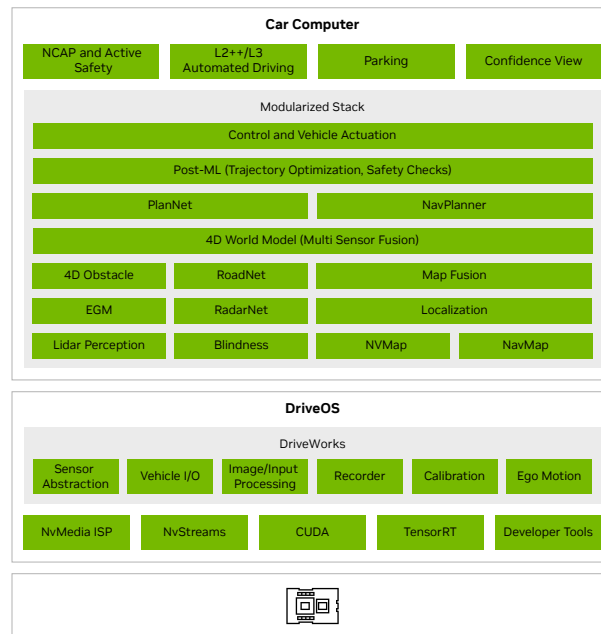 Car Computer
NCAP and Active
Safety
L2++/L3
Automated Driving
Parking
Confidence View
Modularized Stack
Control and Vehicle Actuation
Post-ML (Trajectory Optimization, Safety Checks)
PlanNet
NavPlanner
4D World Model (Multi Sensor Fusion)
4D Obstacle
RoadNet
Map Fusion
EGM
RadarNet
Localization
Lidar Perception
Blindness
NVMap
NavMap
DriveOS
DriveWorks
Sensor
Abstraction
Vehicle I/O
Image/Input
Processing
Recorder
Calibration
Ego Motion
NvMedia ISP
NvStreams
CUDA
TensorRT
Developer Tools